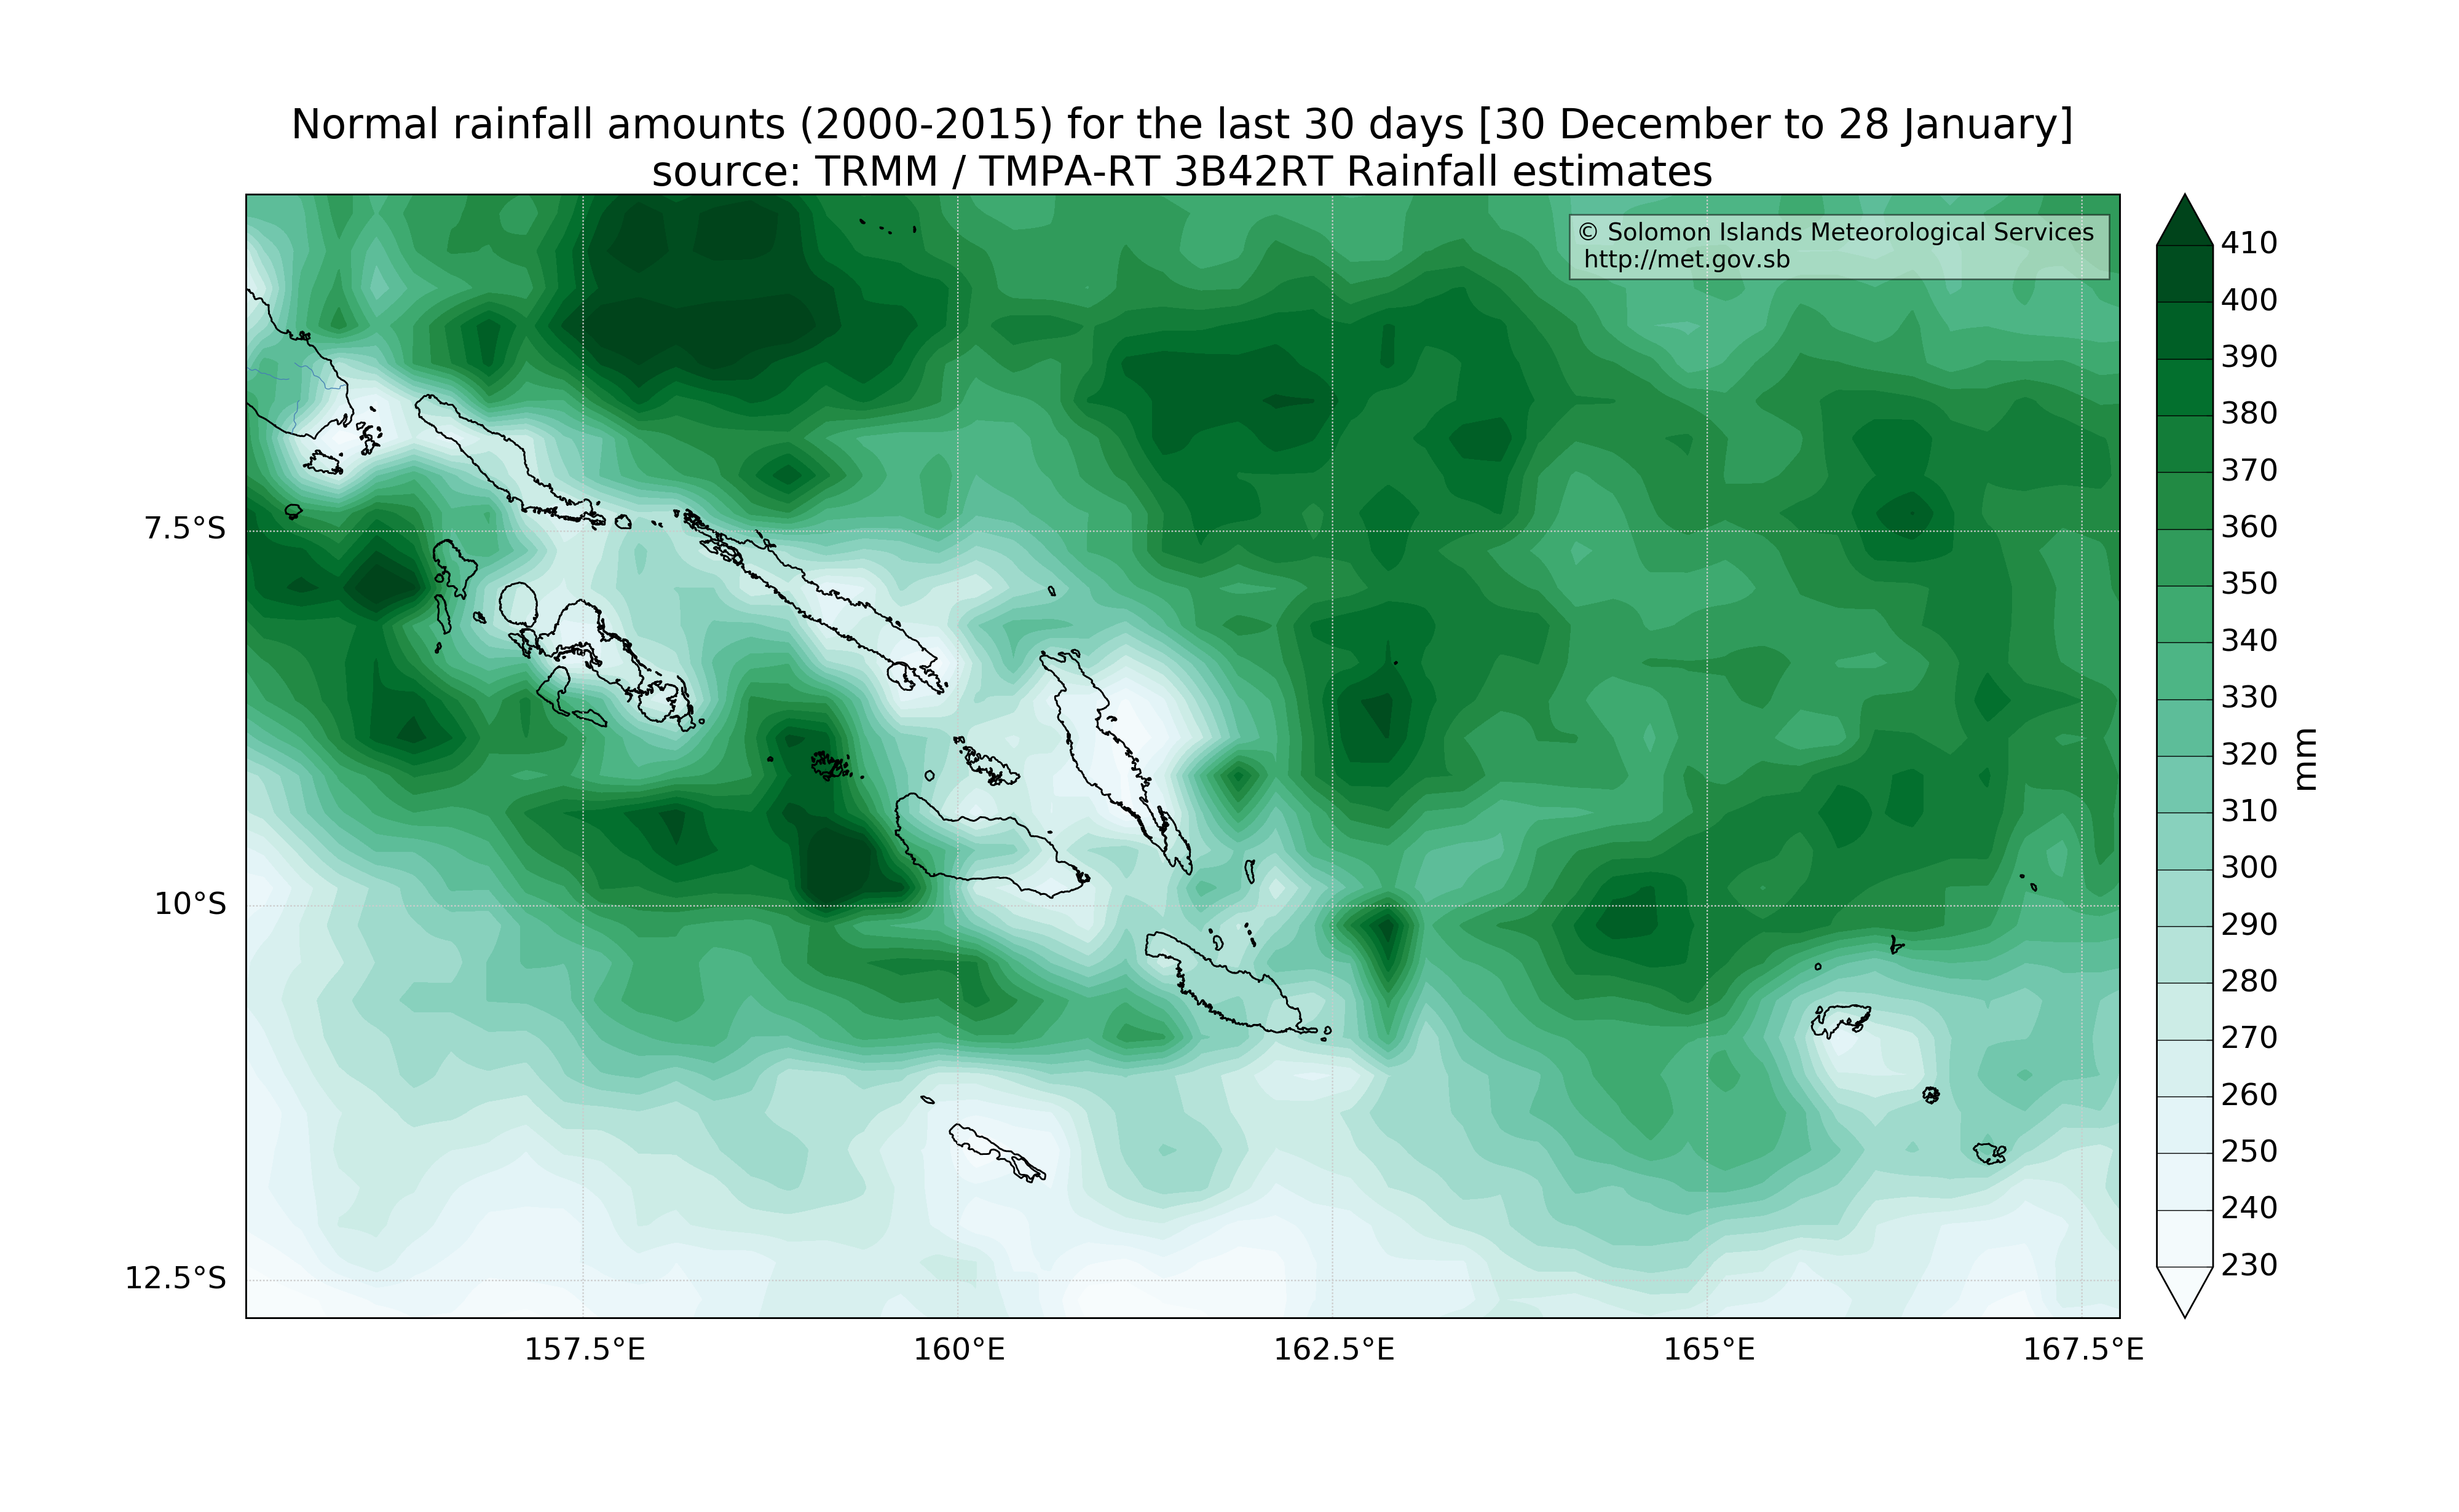 Normal rainfall amounts (2000-2015) for the last 30 days [30 December to 28 January]
source: TRMM / TMPA-RT 3B42RT Rainfall estimates
© Solomon Islands Meteorological Services
http://met.gov.sb
410
400
390
380
370
360
350
340
330
320
310
300
290
280
270
260
250
240
230
mm
7.5°S
10°S
12.5°S
157.5°E
160°E
162.5°E
165°E
167.5°E